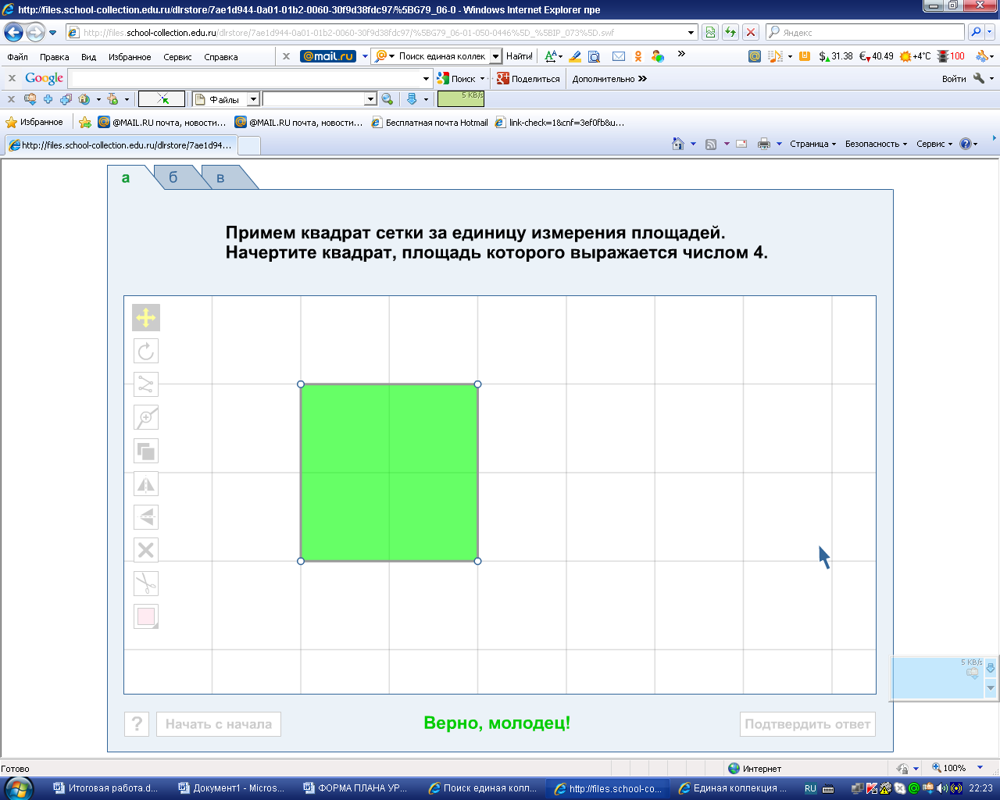 http://files.school-collection.edu.ru/dlrstore/7ae1d944-0a01-01b2-0060-30f9d38fdc97/%5BG79_06-0 - Windows Internet Explorer пре
http://files.school-collection.edu.ru/dlrstore/7ae1d944-0a01-01b2-0060-30f9d38fdc97/%5BG79_06-01-050-0446%5D_%5BIP_073%5D.swf
Яндекс
Файл Правка Вид Избранное Сервис Справка
x @mail.ru Поиск единая коллек Найти! $ 31.38 € 40.49 +4°C 100
x Google Поиск Поделиться Дополнительно » Войти
x Файлы 5 KB/s
Избранное @MAIL.RU почта, новости... @MAIL.RU почта, новости... Бесплатная почта Hotmail link-check=1&cnf=3ef0fb&u...
http://files.school-collection.edu.ru/dlrstore/7ae1d94... Страница Безопасность Сервис
а б в
Примем квадрат сетки за единицу измерения площадей.
Начертите квадрат, площадь которого выражается числом 4.
5 KB/s
? Начать с начала Верно, молодец! Подтвердить ответ
Готово Интернет 100%
Итоговая работа.d... Документ1 - Micros... ФОРМА ПЛАНА УР... Поиск единая колл... http://files.school-co... Единая коллекция ... RU 22:23